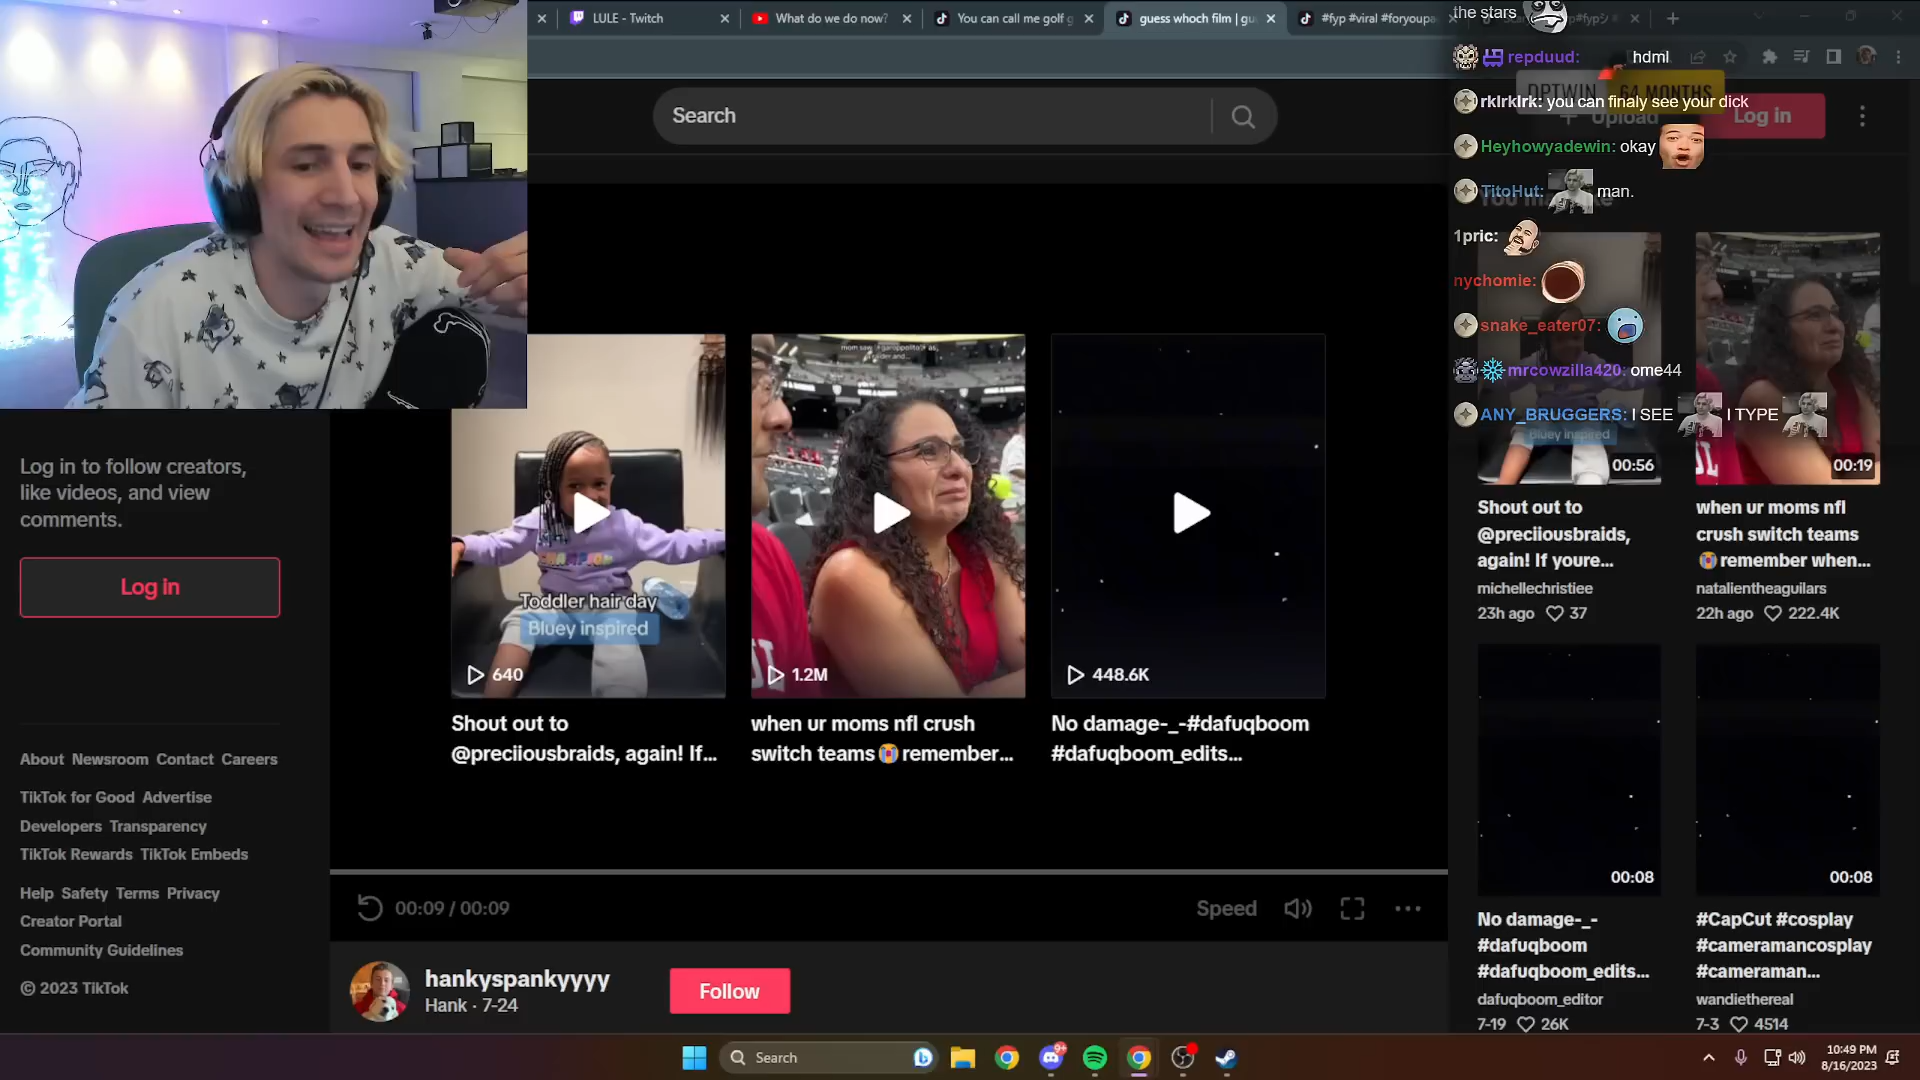 LULE - Twitch
What do we do now?
You can call me golf g
guess whoch film | gu
#fyp #viral #foryoupa
Search
Upload
Log in
the stars
repduud: hdml
64 MONTHS
rklrklrk: you can finaly see your dick
Heyhowyadewin: okay
TitoHut: man.
1pric:
nychomie:
snake_eater07:
mrcowzilla420: ome44
ANY_BRUGGERS: I SEE I TYPE
Log in to follow creators,
like videos, and view
comments.
Log in
About Newsroom Contact Careers
TikTok for Good Advertise
Developers Transparency
TikTok Rewards TikTok Embeds
Help Safety Terms Privacy
Creator Portal
Community Guidelines
© 2023 TikTok
CHAMPION
Toddler hair day
Bluey inspired
640
Shout out to
@preciiousbraids, again! If...
1.2M
when ur moms nfl crush
switch teams😭remember...
448.6K
No damage-_-#dafuqboom
#dafuqboom_edits...
00:09 / 00:09
Speed
hankyspankyyyy
Hank · 7-24
Follow
Bluey inspired
00:56
Shout out to
@preciiousbraids,
again! If youre...
michellechristiee
23h ago 37
00:19
when ur moms nfl
crush switch teams
😭remember when...
natalientheaguilars
22h ago 222.4K
00:08
No damage-_-
#dafuqboom
#dafuqboom_edits...
dafuqboom_editor
7-19 26K
00:08
#CapCut #cosplay
#cameramancosplay
#cameraman...
wandiethereal
7-3 4514
Search
9+
10:49 PM
8/16/2023